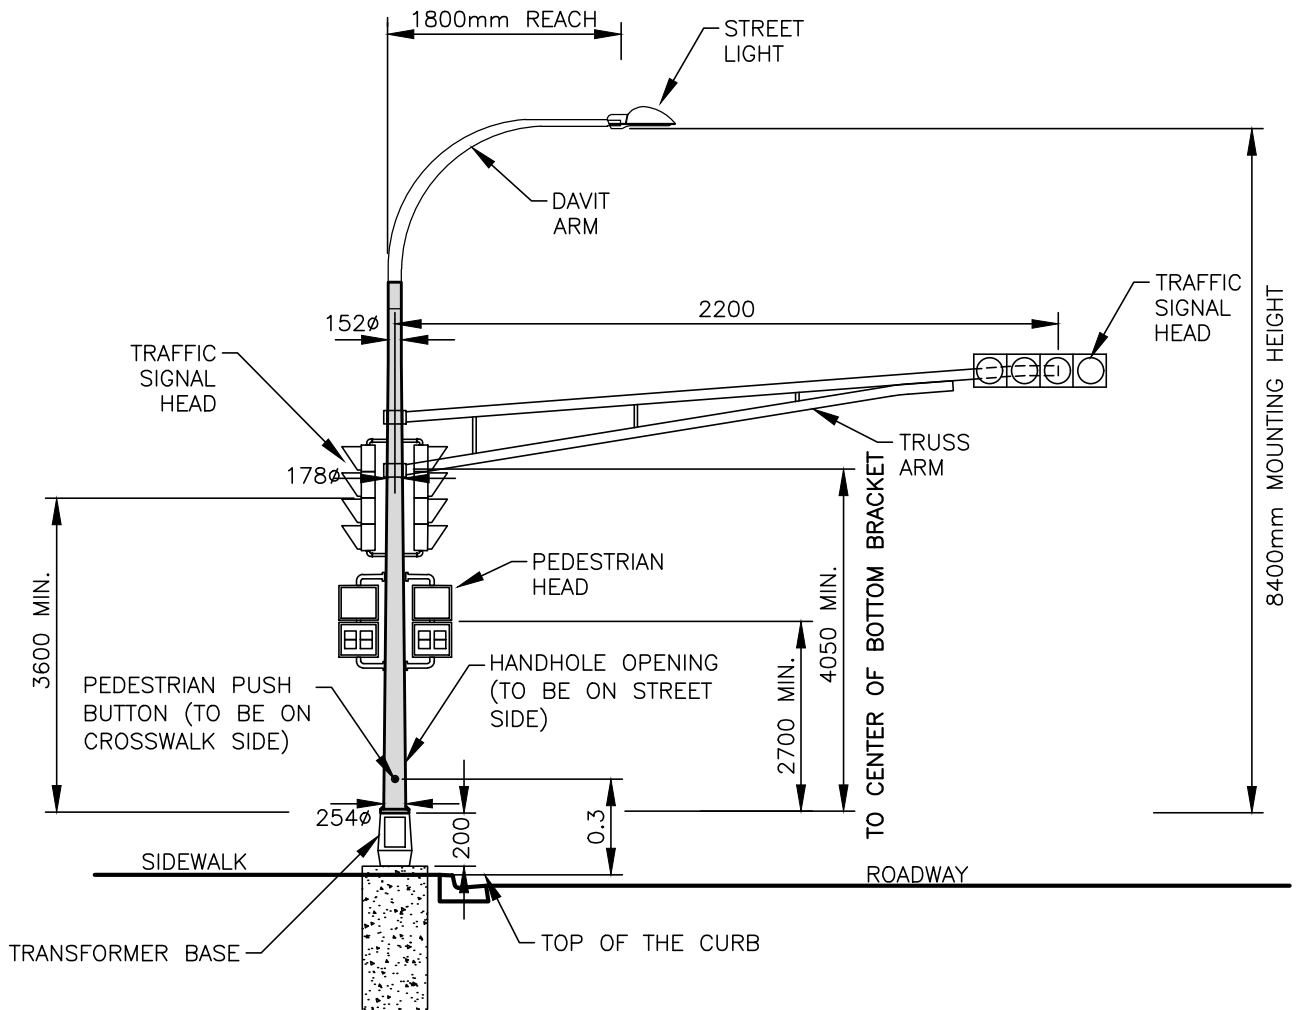 1800mm REACH
STREET
LIGHT
DAVIT
ARM
TRAFFIC
SIGNAL
HEAD
2200
152ø
TRAFFIC
SIGNAL
HEAD
8400mm MOUNTING HEIGHT
TRUSS
ARM
178ø
3600 MIN.
PEDESTRIAN
HEAD
4050 MIN.
TO CENTER OF BOTTOM BRACKET
2700 MIN.
HANDHOLE OPENING
(TO BE ON STREET
SIDE)
PEDESTRIAN PUSH
BUTTON (TO BE ON
CROSSWALK SIDE)
254ø
200
0.3
SIDEWALK
ROADWAY
TRANSFORMER BASE
TOP OF THE CURB